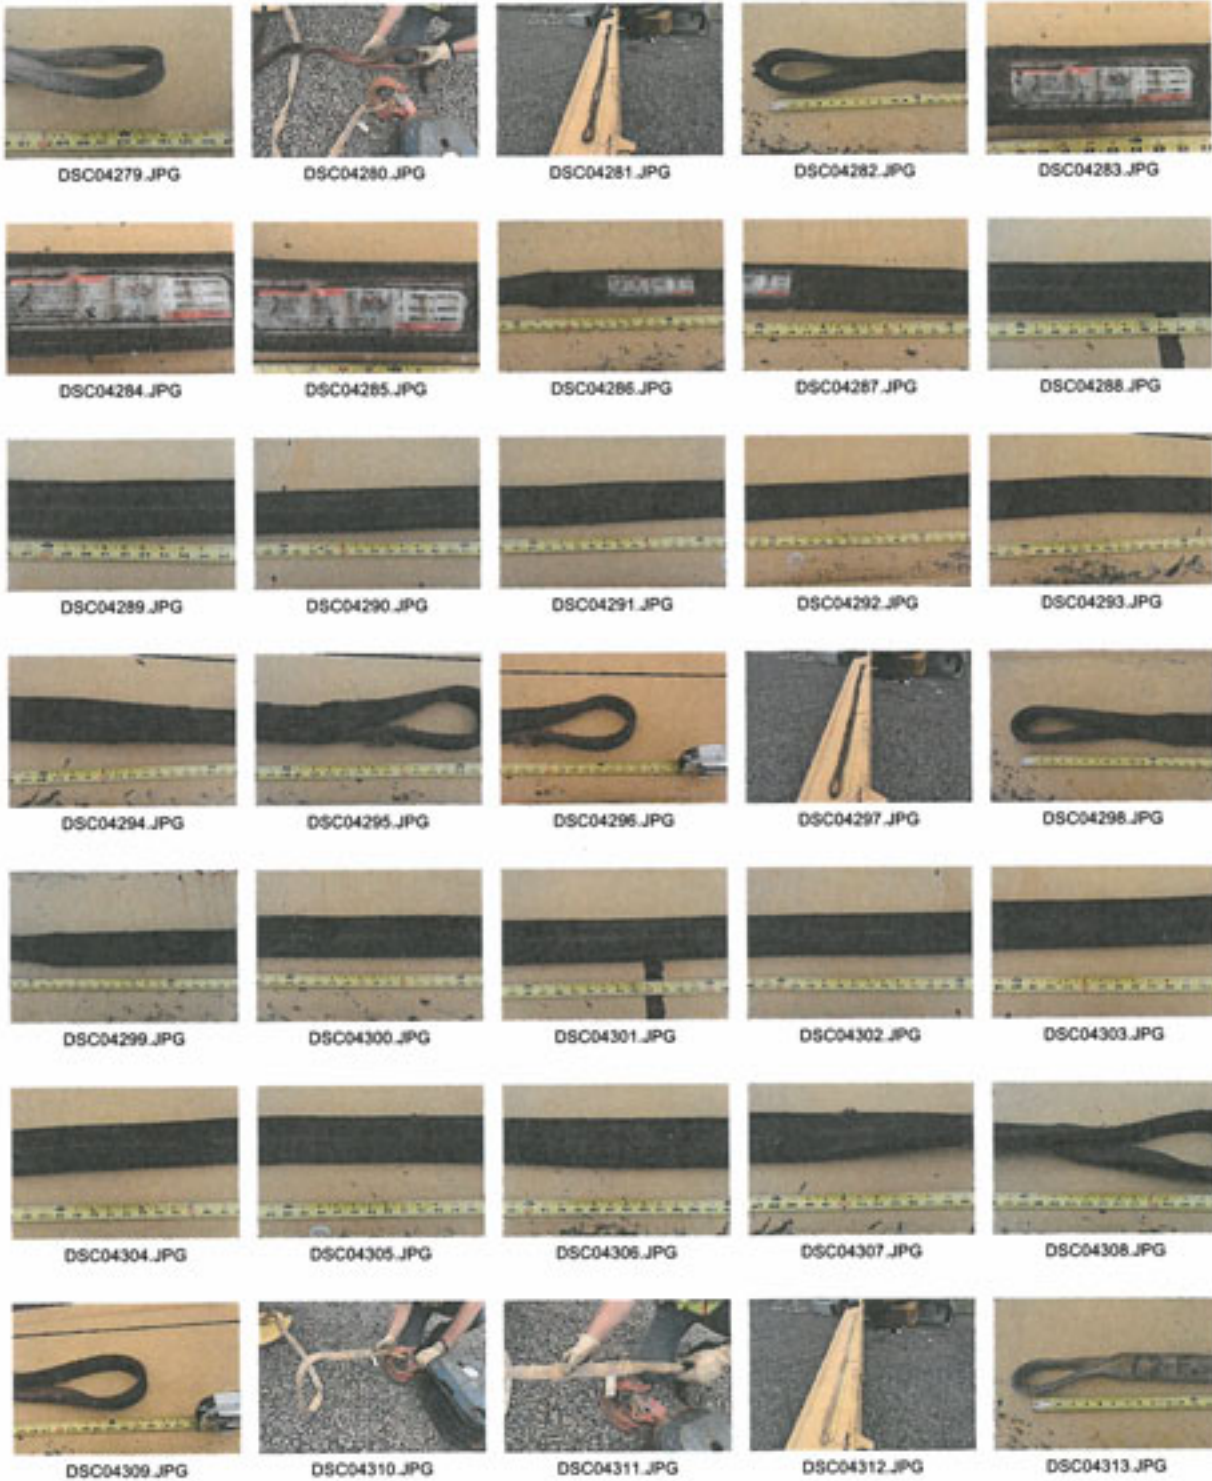 DSC04279.JPG DSC04280.JPG DSC04281.JPG DSC04282.JPG DSC04283.JPG
DSC04284.JPG DSC04285.JPG DSC04286.JPG DSC04287.JPG DSC04288.JPG
DSC04289.JPG DSC04290.JPG DSC04291.JPG DSC04292.JPG DSC04293.JPG
DSC04294.JPG DSC04295.JPG DSC04296.JPG DSC04297.JPG DSC04298.JPG
DSC04299.JPG DSC04300.JPG DSC04301.JPG DSC04302.JPG DSC04303.JPG
DSC04304.JPG DSC04305.JPG DSC04306.JPG DSC04307.JPG DSC04308.JPG
DSC04309.JPG DSC04310.JPG DSC04311.JPG DSC04312.JPG DSC04313.JPG